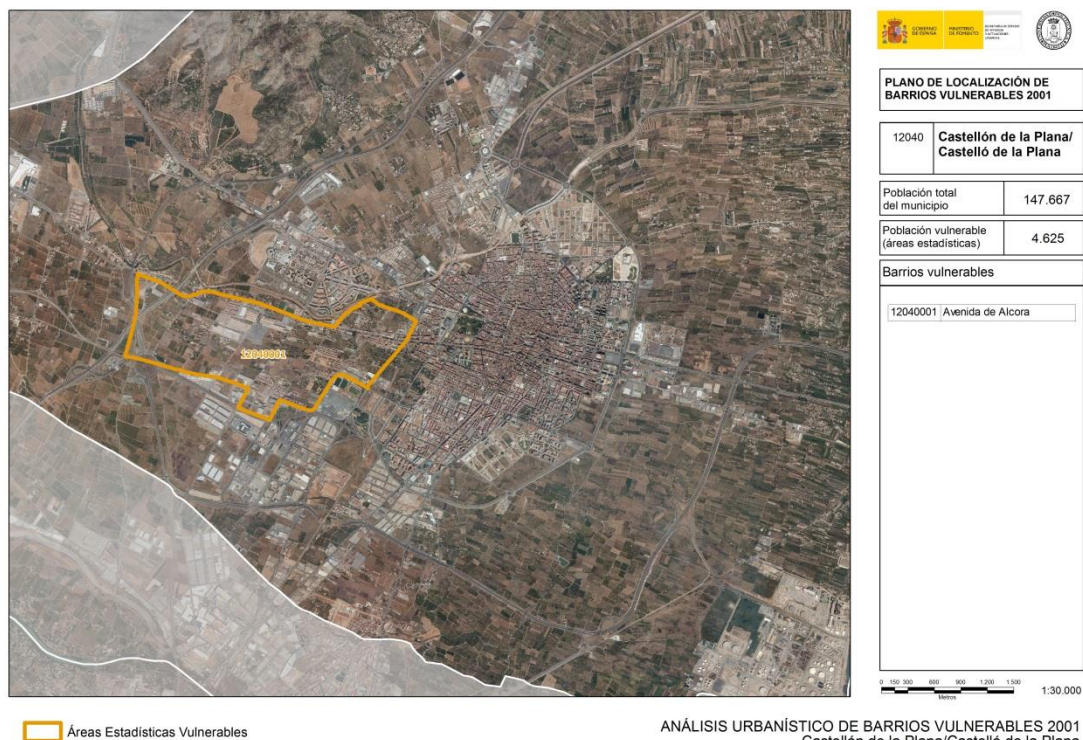 GOBIERNO
DE ESPAÑA
MINISTERIO
DE FOMENTO
PLANO DE LOCALIZACIÓN DE
BARRIOS VULNERABLES 2001
12040
Castellón de la Plana/
Castelló de la Plana
Población total
del municipio
147.667
Población vulnerable
(áreas estadísticas)
4.625
Barrios vulnerables
12040001 Avenida de Alcora
12040001
0 150 300 600 900 1.200 1.500
Metros
1:30.000
Áreas Estadísticas Vulnerables
ANÁLISIS URBANÍSTICO DE BARRIOS VULNERABLES 2001
Castellón de la Plana/Castelló de la Plana